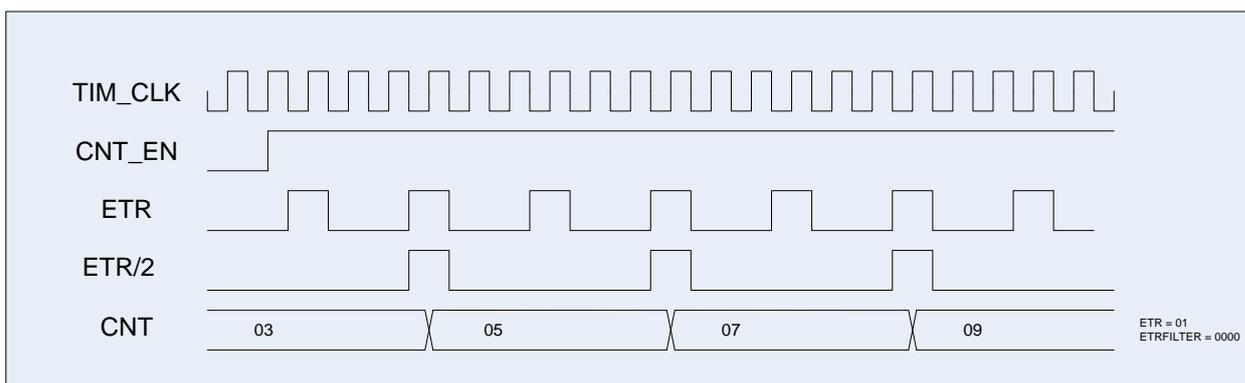 TIM_CLK
CNT_EN
ETR
ETR/2
CNT
03
05
07
09
ETR = 01
ETRFILTER = 0000